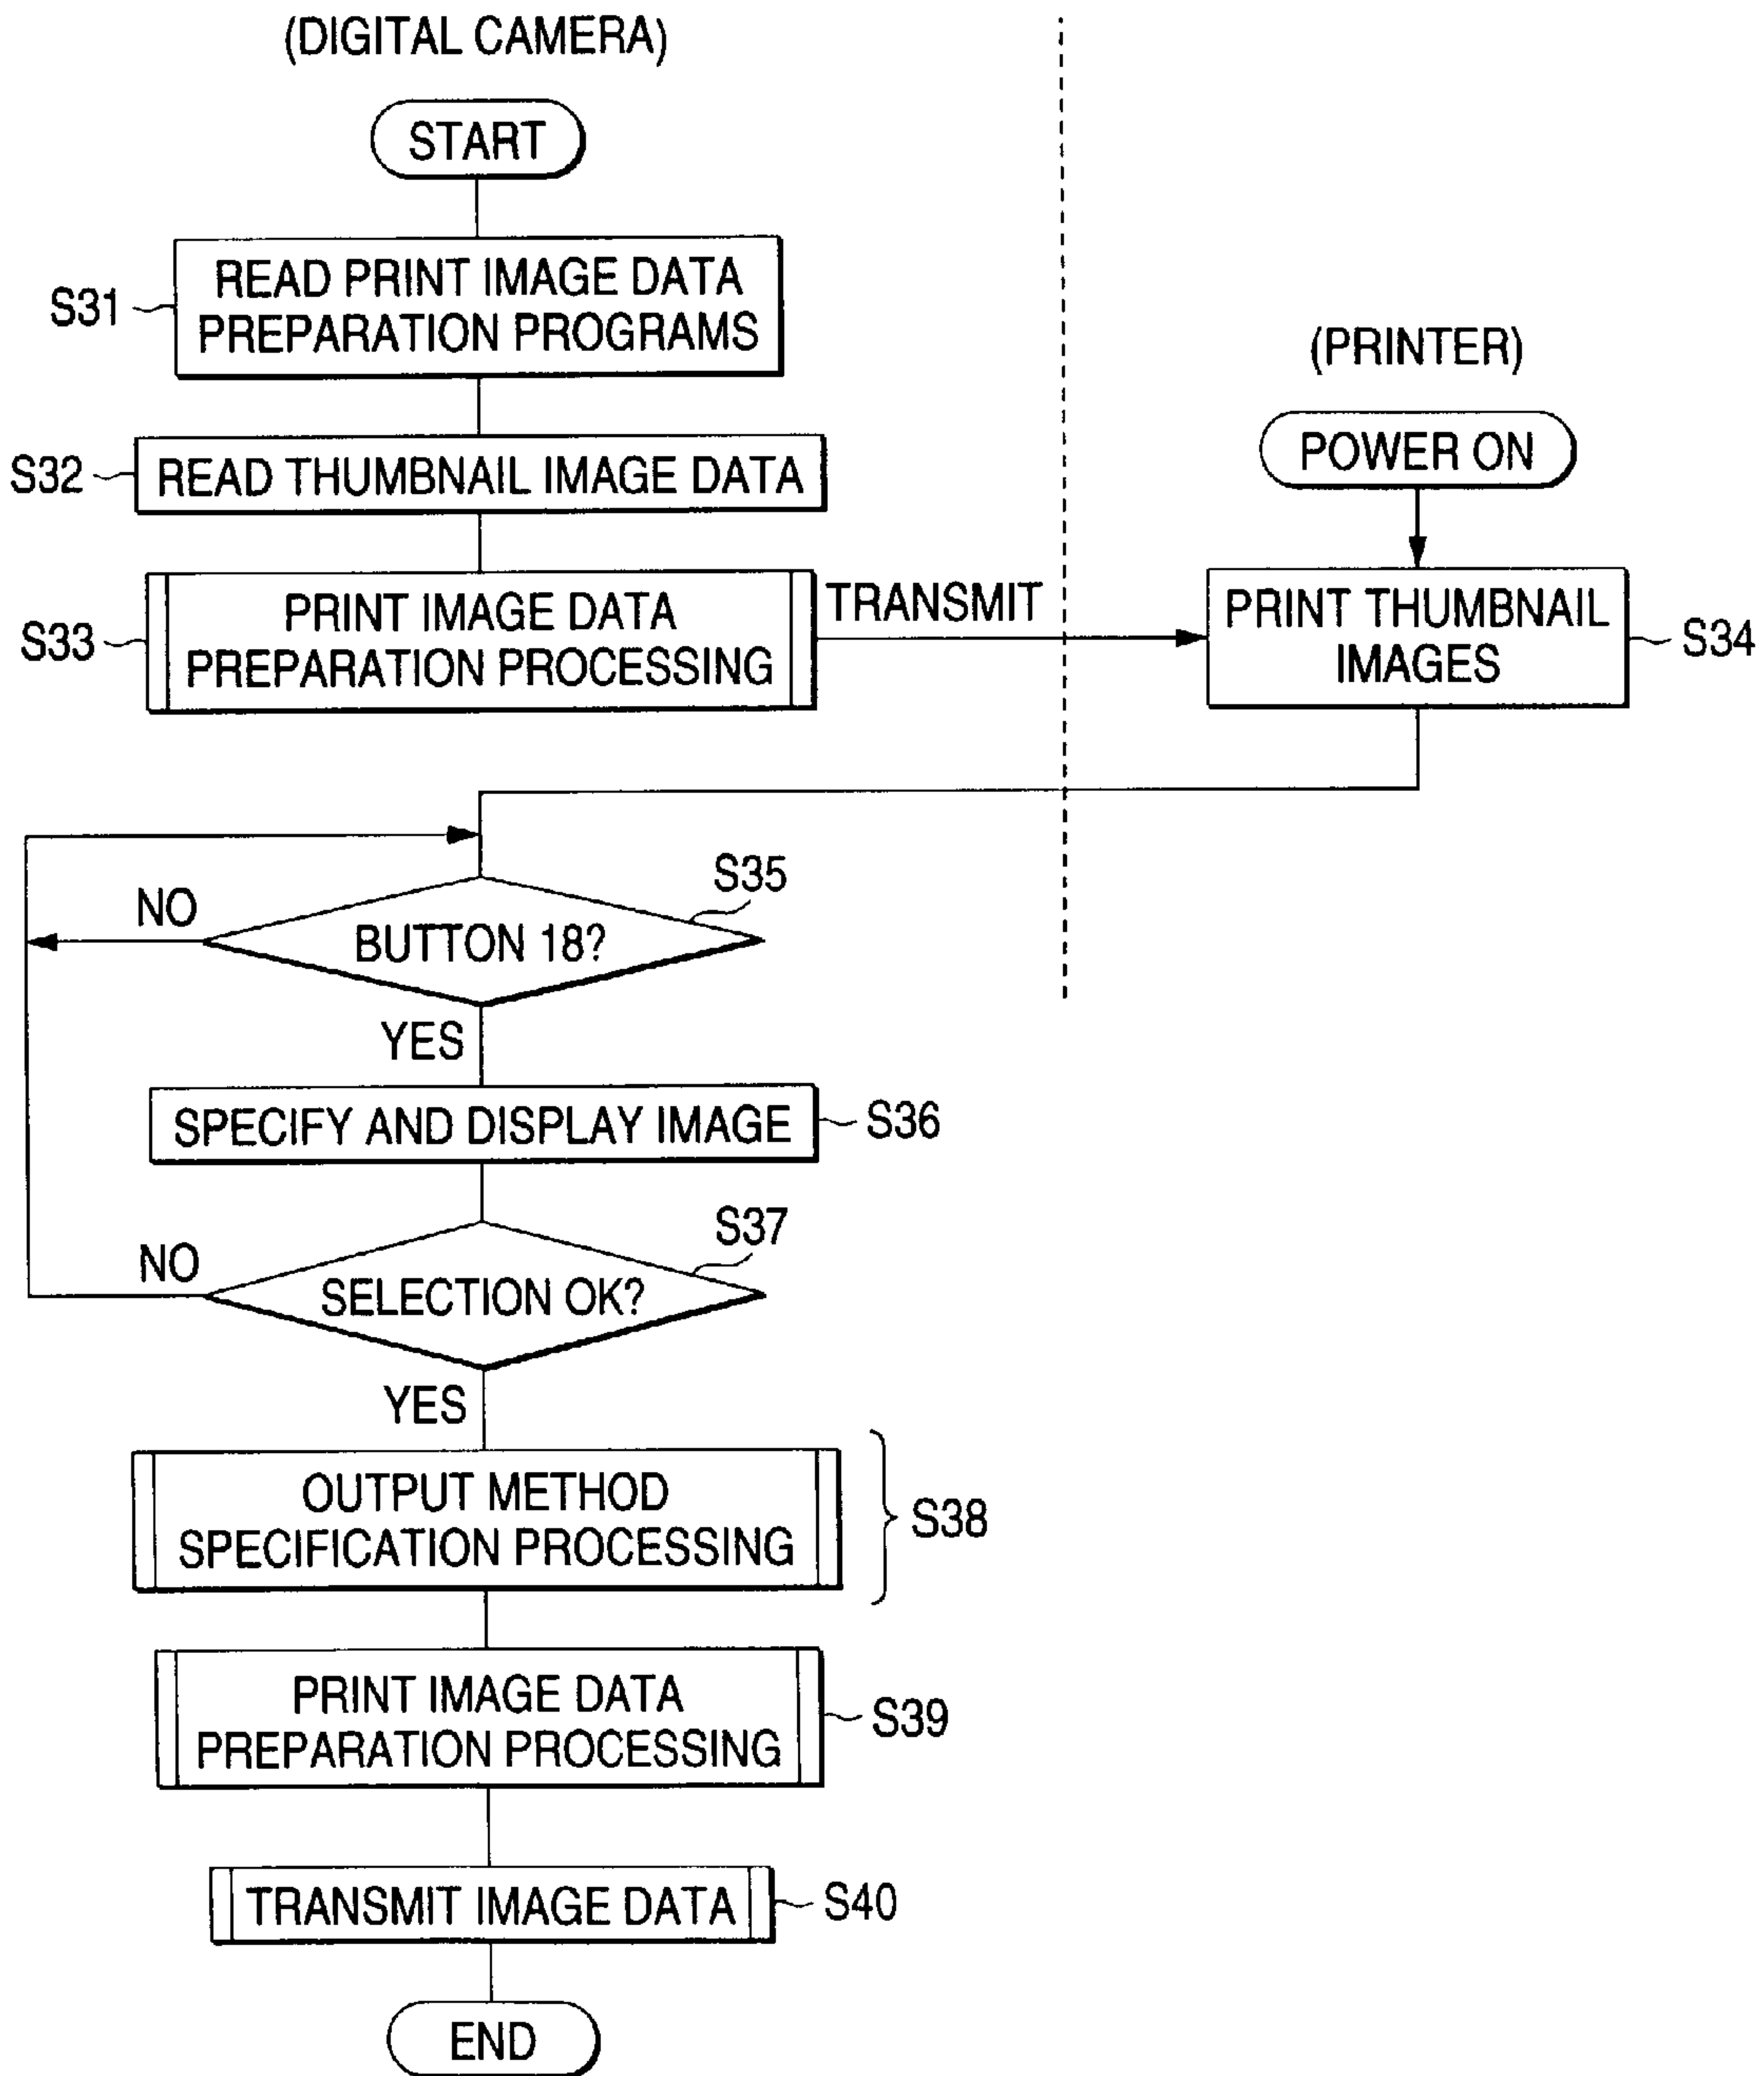 (DIGITAL CAMERA)
START
S31
READ PRINT IMAGE DATA
PREPARATION PROGRAMS
S32
READ THUMBNAIL IMAGE DATA
S33
PRINT IMAGE DATA
PREPARATION PROCESSING
TRANSMIT
(PRINTER)
POWER ON
PRINT THUMBNAIL
IMAGES
S34
S35
NO
BUTTON 18?
YES
SPECIFY AND DISPLAY IMAGE
S36
S37
NO
SELECTION OK?
YES
OUTPUT METHOD
SPECIFICATION PROCESSING
S38
PRINT IMAGE DATA
PREPARATION PROCESSING
S39
TRANSMIT IMAGE DATA
S40
END